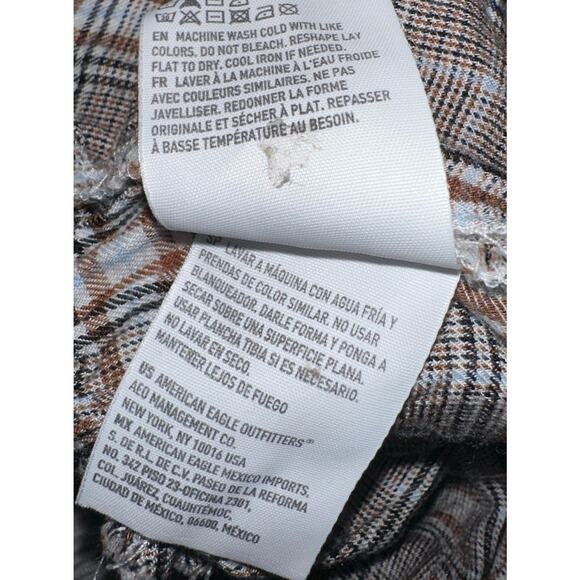 EN MACHINE WASH COLD WITH LIKE
COLORS. DO NOT BLEACH. RESHAPE LAY
FLAT TO DRY. COOL IRON IF NEEDED.
FR LAVER À LA MACHINE À L'EAU FROIDE
AVEC COULEURS SIMILAIRES. NE PAS
JAVELLISER. REDONNER LA FORME
ORIGINALE ET SÉCHER À PLAT. REPASSER
À BASSE TEMPÉRATURE AU BESOIN.
SP LAVAR A MÁQUINA CON AGUA FRÍA Y
PRENDAS DE COLOR SIMILAR. NO USAR
BLANQUEADOR. DARLE FORMA Y PONGA A
SECAR SOBRE UNA SUPERFICIE PLANA.
USAR PLANCHA TIBIA SI ES NECESARIO.
NO LAVAR EN SECO.
MANTENER LEJOS DE FUEGO
US AMERICAN EAGLE OUTFITTERS®
AEO MANAGEMENT CO.
NEW YORK, NY 10016 USA
MX AMERICAN EAGLE MEXICO IMPORTS,
S. DE R.L. DE C.V. PASEO DE LA REFORMA
NO. 342 PISO 23-OFICINA 2301,
COL. JUÁREZ, CUAUHTÉMOC,
CIUDAD DE MÉXICO, 06600, MÉXICO